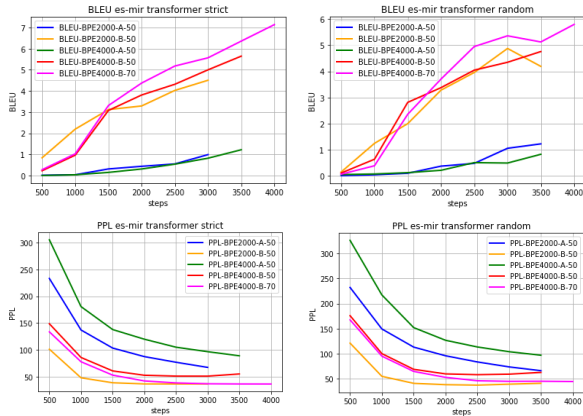 BLEU es-mir transformer strict
BLEU-BPE2000-A-50
BLEU-BPE2000-B-50
BLEU-BPE4000-A-50
BLEU-BPE4000-B-50
BLEU-BPE4000-B-70
BLEU
7
6
5
4
3
2
1
0
500 1000 1500 2000 2500 3000 3500 4000
steps
BLEU es-mir transformer random
BLEU-BPE2000-A-50
BLEU-BPE2000-B-50
BLEU-BPE4000-A-50
BLEU-BPE4000-B-50
BLEU-BPE4000-B-70
BLEU
6
5
4
3
2
1
0
500 1000 1500 2000 2500 3000 3500 4000
steps
PPL es-mir transformer strict
PPL-BPE2000-A-50
PPL-BPE2000-B-50
PPL-BPE4000-A-50
PPL-BPE4000-B-50
PPL-BPE4000-B-70
PPL
300
250
200
150
100
50
500 1000 1500 2000 2500 3000 3500 4000
steps
PPL es-mir transformer random
PPL-BPE2000-A-50
PPL-BPE2000-B-50
PPL-BPE4000-A-50
PPL-BPE4000-B-50
PPL-BPE4000-B-70
PPL
300
250
200
150
100
50
500 1000 1500 2000 2500 3000 3500 4000
steps